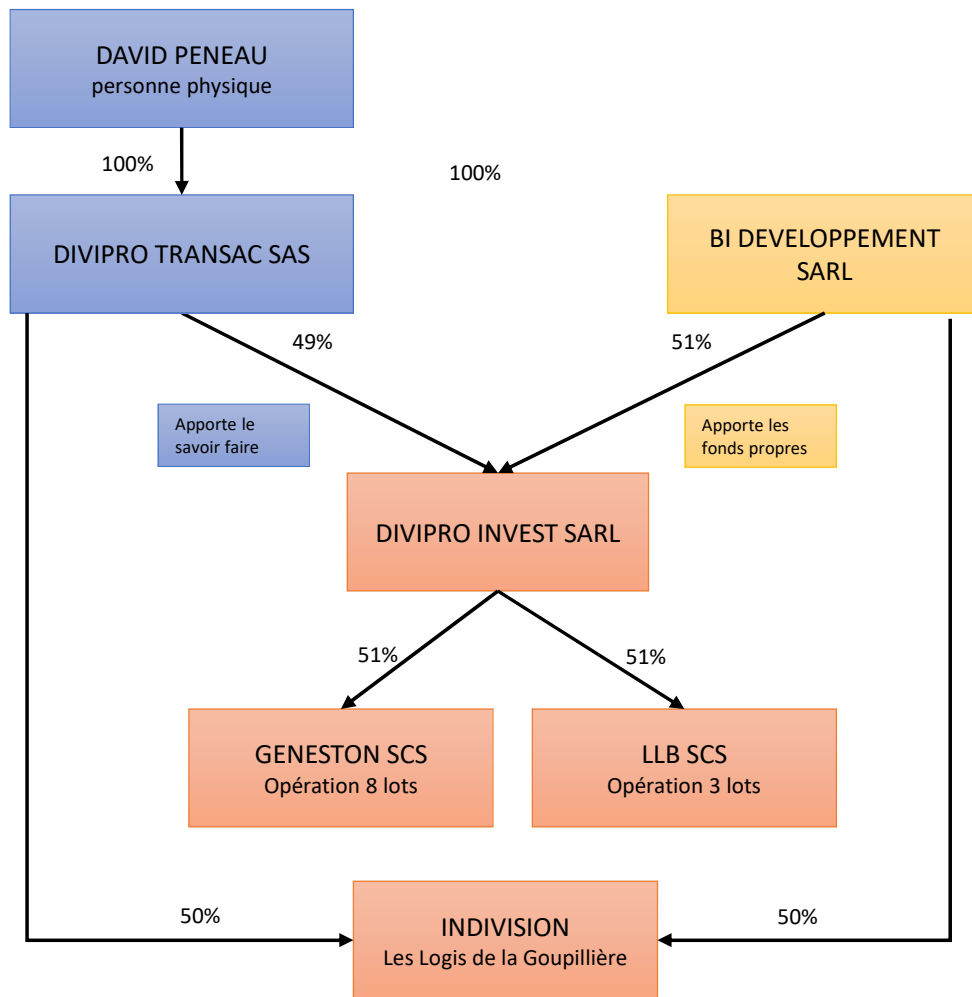 DAVID PENEAU
personne physique
100%
100%
DIVIPRO TRANSAC SAS
BI DEVELOPPEMENT
SARL
49%
51%
Apporte le
savoir faire
Apporte les
fonds propres
DIVIPRO INVEST SARL
51%
51%
GENESTON SCS
Opération 8 lots
LLB SCS
Opération 3 lots
50%
50%
INDIVISION
Les Logis de la Goupillière